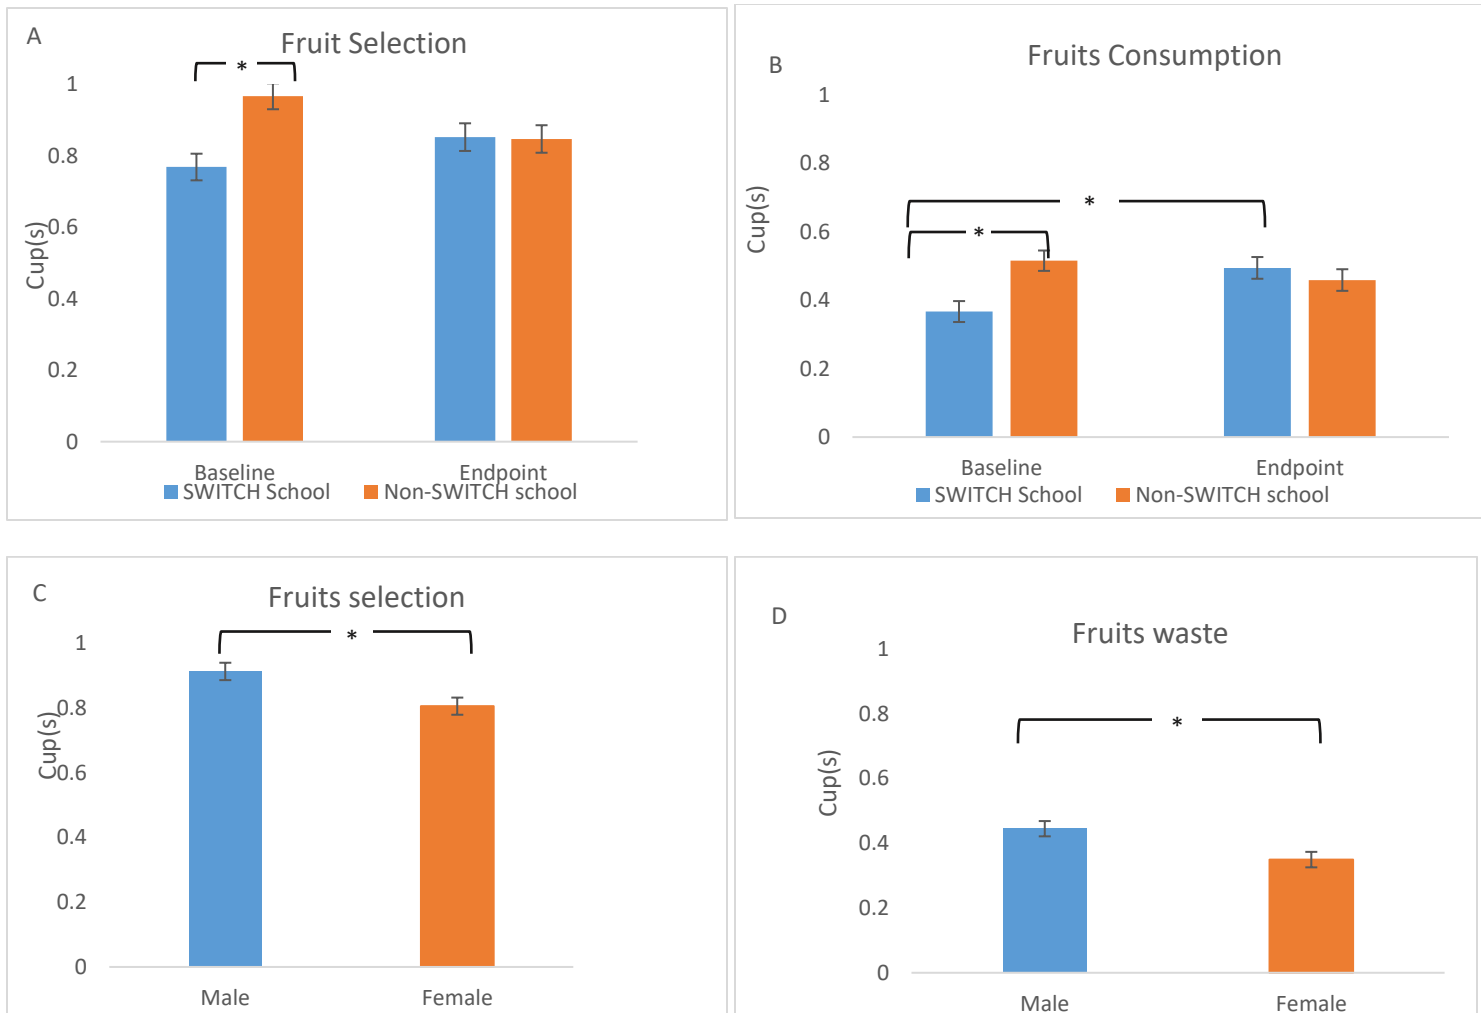 A
Fruit Selection
*
1
0.8
0.6
0.4
0.2
0
Cup(s)
Baseline Endpoint
SWITCH School Non-SWITCH school
B
Fruits Consumption
1
0.8
0.6
0.4
0.2
0
Cup(s)
*
*
Baseline Endpoint
SWITCH School Non-SWITCH school
C
Fruits selection
*
1
0.8
0.6
0.4
0.2
0
Cup(s)
Male Female
D
Fruits waste
1
0.8
0.6
0.4
0.2
0
Cup(s)
*
Male Female